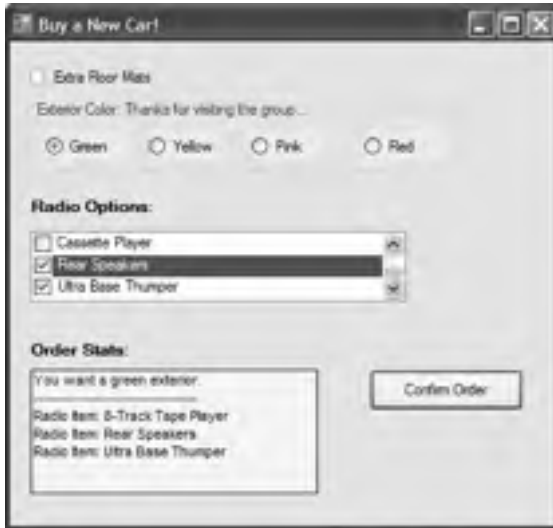 Buy a New Car!
Extra Floor Mats
Exterior Color: Thanks for visiting the group...
Green Yellow Pink Red
Radio Options:
Cassette Player
Rear Speakers
Ultra Base Thumper
Order Stats:
You want a green exterior.
------------------------------
Radio Item: 8-Track Tape Player
Radio Item: Rear Speakers
Radio Item: Ultra Base Thumper
Confirm Order